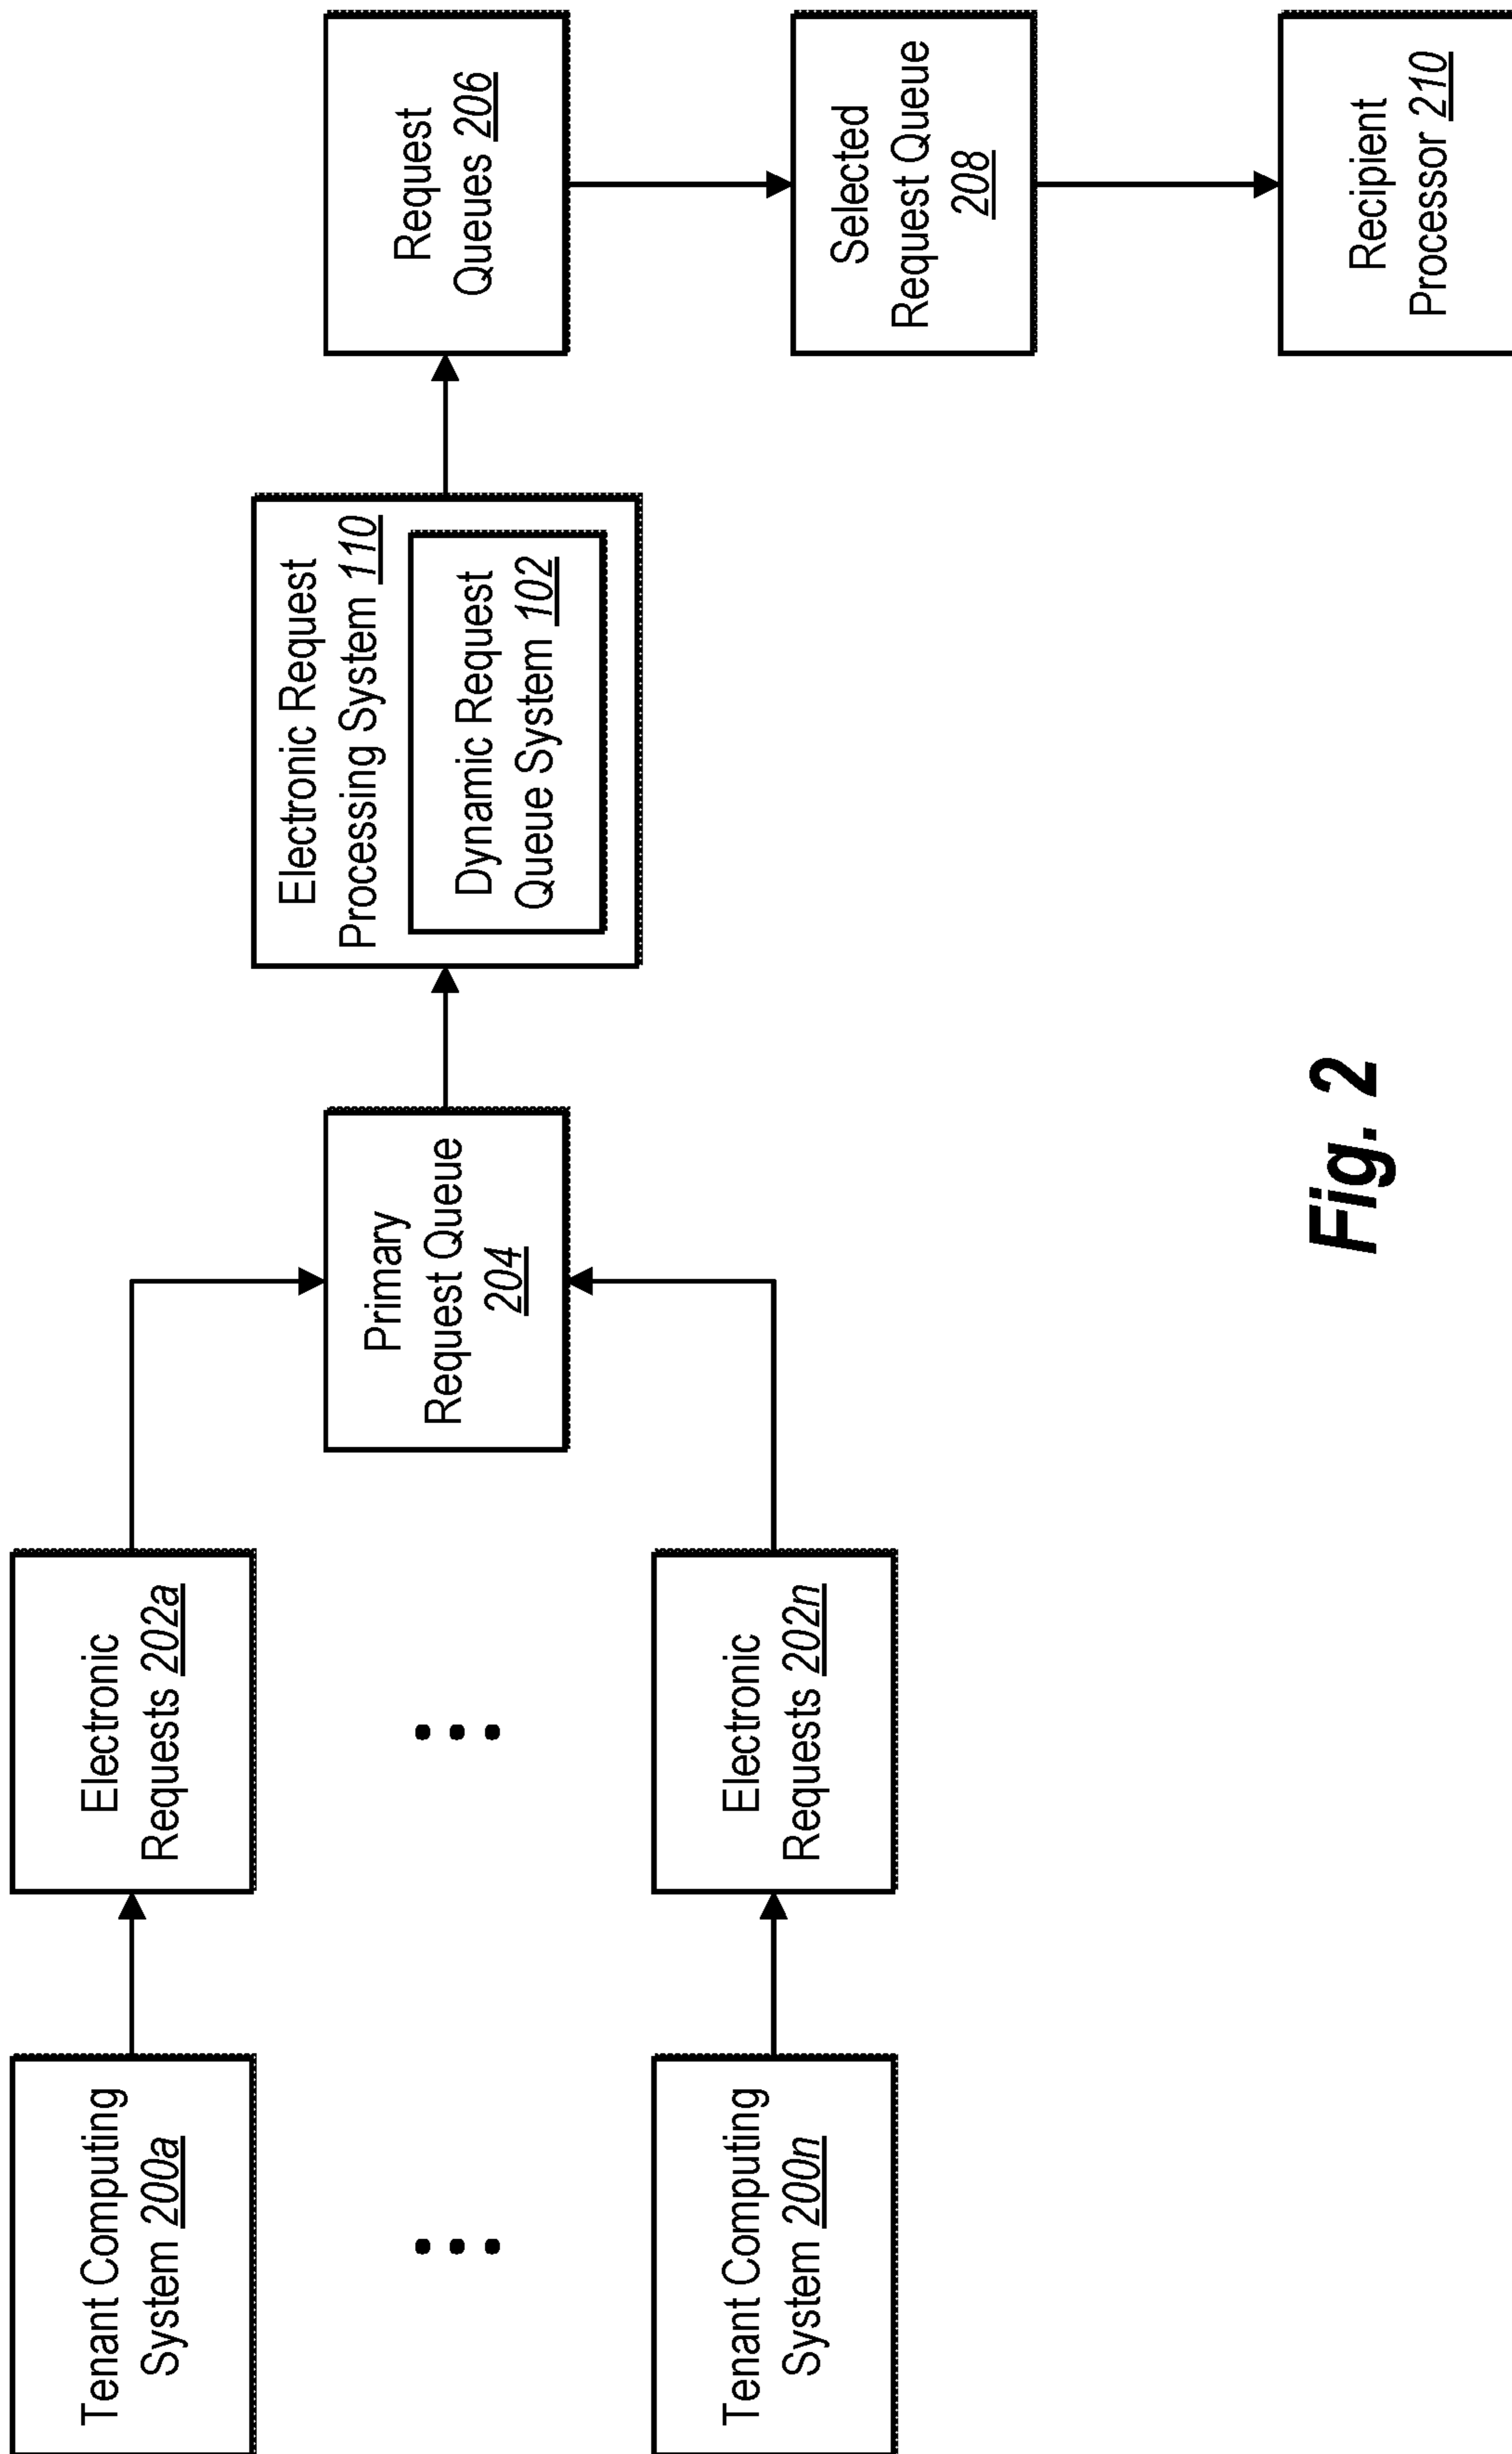 Tenant Computing
System 200a
Electronic
Requests 202a
Tenant Computing
System 200n
Electronic
Requests 202n
Primary
Request Queue
204
Electronic Request
Processing System 110
Dynamic Request
Queue System 102
Request
Queues 206
Selected
Request Queue
208
Recipient
Processor 210
Fig. 2